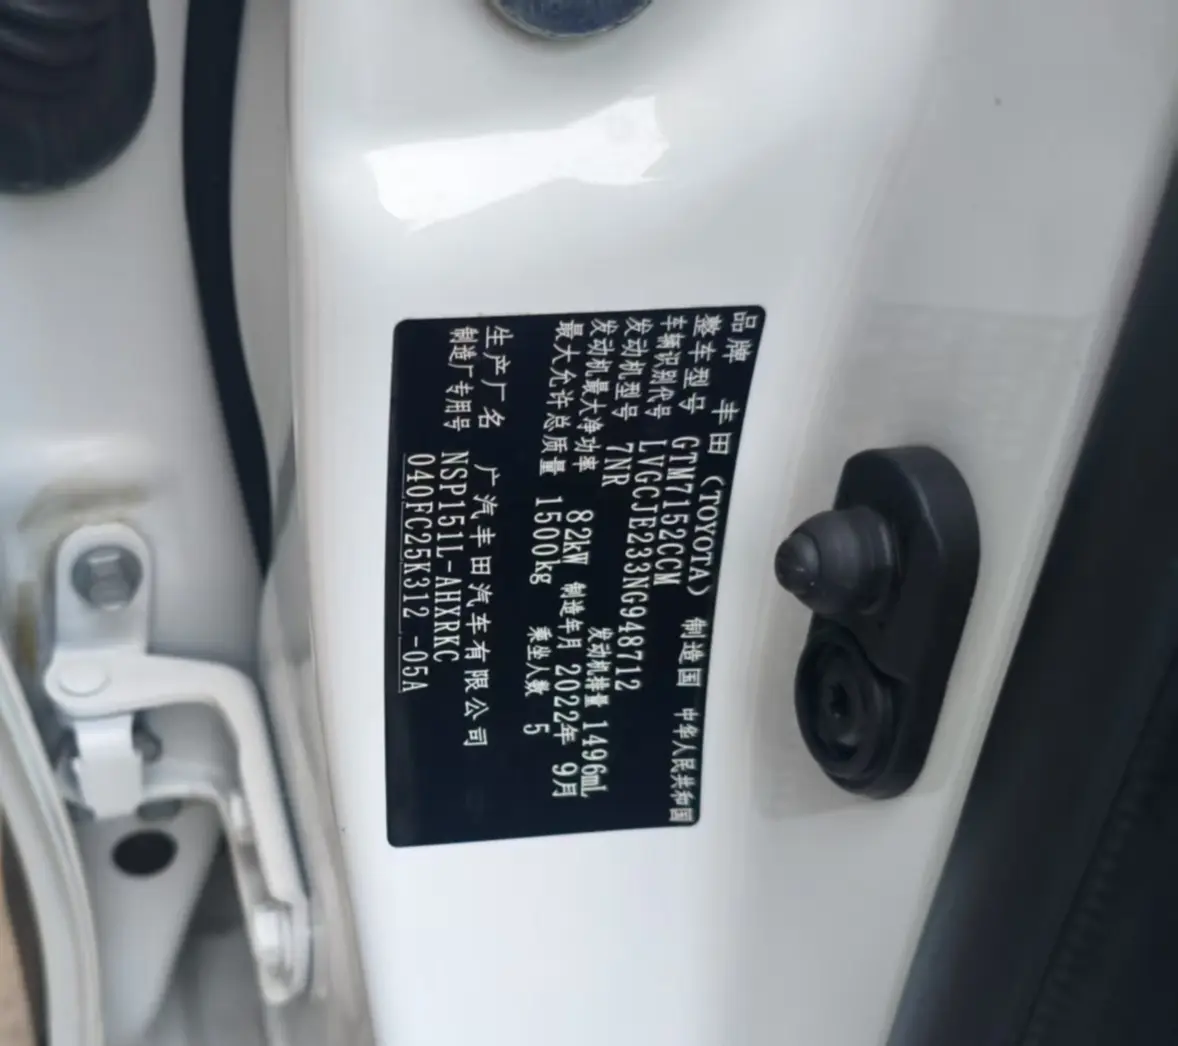 品牌 丰田(TOYOTA) 制造国 中华人民共和国
整车型号 GTM7152CCM
车辆识别代号 LVGCJE233NG948712
发动机型号 7NR 发动机排量 1496mL
发动机最大净功率 82kW 制造年月 2022年 9月
最大允许总质量 1500kg 乘坐人数 5
生产厂名 广汽丰田汽车有限公司
制造厂专用号 NSP151L-AHXRKC
040FC25K312 -05A